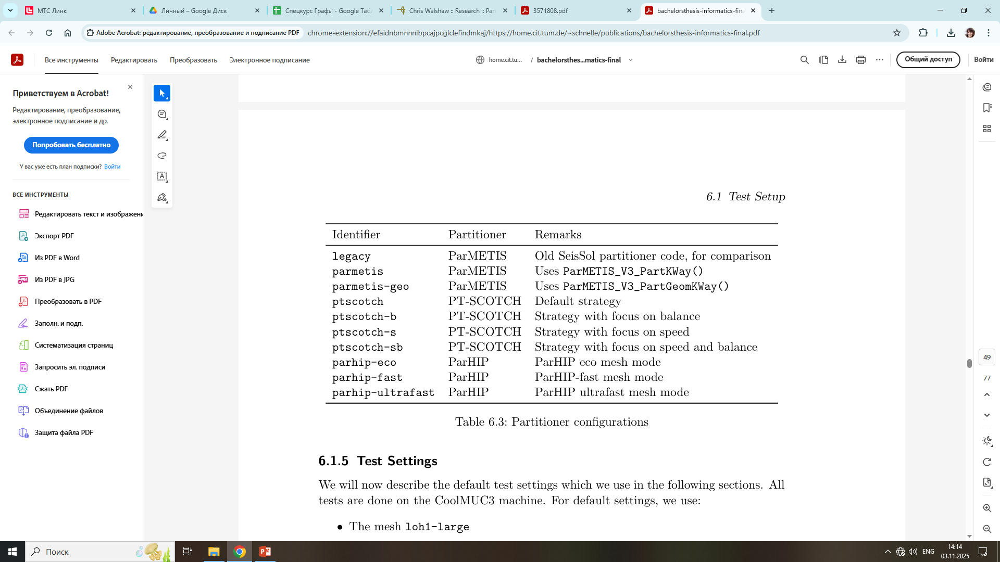 МТС Линк
Личный – Google Диск
Спецкурс Графы - Google Таб
Chris Walshaw :: Research :: Par
3571808.pdf
bachelorsthesis-informatics-fina
Adobe Acrobat: редактирование, преобразование и подписание PDF
chrome-extension://efaidnbmnnnibpcajpcglclefindmkaj/https://home.cit.tum.de/~schnelle/publications/bachelorsthesis-informatics-final.pdf
Все инструменты
Редактировать
Преобразовать
Электронное подписание
home.cit.tu... / bachelorsthes...matics-final
Общий доступ
Войти
Приветствуем в Acrobat!
Редактирование, преобразование,
электронное подписание и др.
Попробовать бесплатно
У вас уже есть план подписки? Войти
ВСЕ ИНСТРУМЕНТЫ
Редактировать текст и изображени
Экспорт PDF
Из PDF в Word
Из PDF в JPG
Преобразовать в PDF
Заполн. и подп.
Систематизация страниц
Запросить эл. подписи
Сжать PDF
Объединение файлов
Защита файла PDF
6.1 Test Setup
Identifier Partitioner Remarks
legacy ParMETIS Old SeisSol partitioner code, for comparison
parmetis ParMETIS Uses ParMETIS_V3_PartKWay()
parmetis-geo ParMETIS Uses ParMETIS_V3_PartGeomKWay()
ptscotch PT-SCOTCH Default strategy
ptscotch-b PT-SCOTCH Strategy with focus on balance
ptscotch-s PT-SCOTCH Strategy with focus on speed
ptscotch-sb PT-SCOTCH Strategy with focus on speed and balance
parhip-eco ParHIP ParHIP eco mesh mode
parhip-fast ParHIP ParHIP-fast mesh mode
parhip-ultrafast ParHIP ParHIP ultrafast mesh mode
Table 6.3: Partitioner configurations
6.1.5 Test Settings
We will now describe the default test settings which we use in the following sections. All
tests are done on the CoolMUC3 machine. For default settings, we use:
• The mesh loh1-large
49
77
Поиск
ENG
14:14
03.11.2025